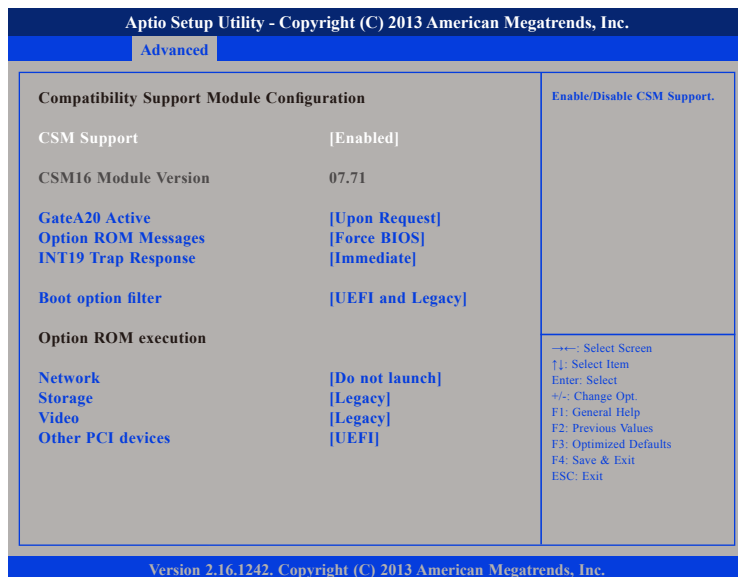 Aptio Setup Utility - Copyright (C) 2013 American Megatrends, Inc.
Advanced
Compatibility Support Module Configuration
CSM Support [Enabled]
CSM16 Module Version 07.71
GateA20 Active [Upon Request]
Option ROM Messages [Force BIOS]
INT19 Trap Response [Immediate]
Boot option filter [UEFI and Legacy]
Option ROM execution
Network [Do not launch]
Storage [Legacy]
Video [Legacy]
Other PCI devices [UEFI]
Enable/Disable CSM Support.
→←: Select Screen
↑↓: Select Item
Enter: Select
+/-: Change Opt.
F1: General Help
F2: Previous Values
F3: Optimized Defaults
F4: Save & Exit
ESC: Exit
Version 2.16.1242. Copyright (C) 2013 American Megatrends, Inc.